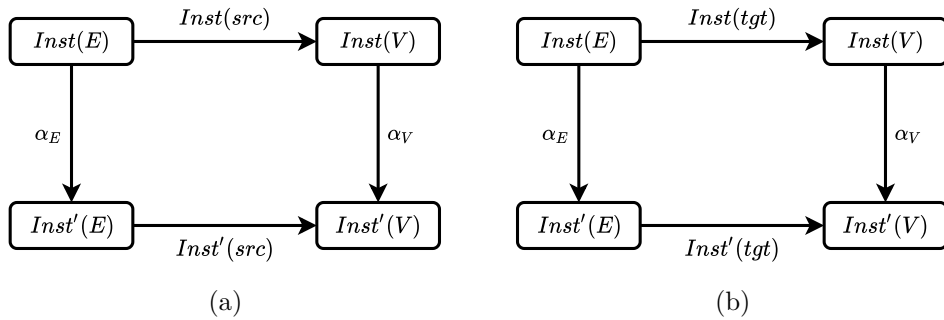 Inst(src)
Inst(E)
Inst(V)
α_E
α_V
Inst′(E)
Inst′(V)
Inst′(src)
(a)
Inst(tgt)
Inst(E)
Inst(V)
α_E
α_V
Inst′(E)
Inst′(V)
Inst′(tgt)
(b)